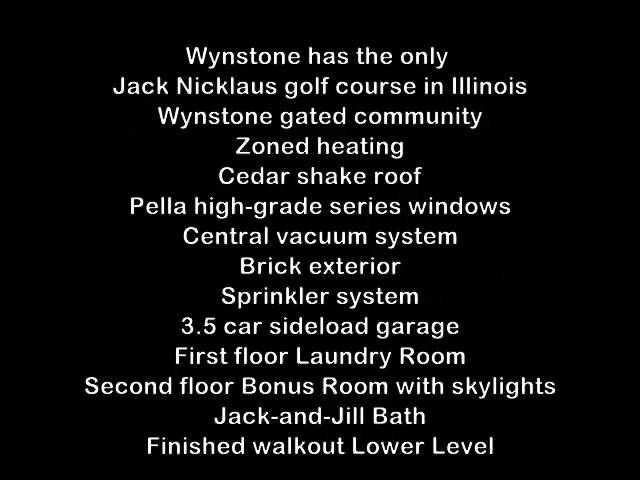 Wynstone has the only
Jack Nicklaus golf course in Illinois
Wynstone gated community
Zoned heating
Cedar shake roof
Pella high-grade series windows
Central vacuum system
Brick exterior
Sprinkler system
3.5 car sideload garage
First floor Laundry Room
Second floor Bonus Room with skylights
Jack-and-Jill Bath
Finished walkout Lower Level